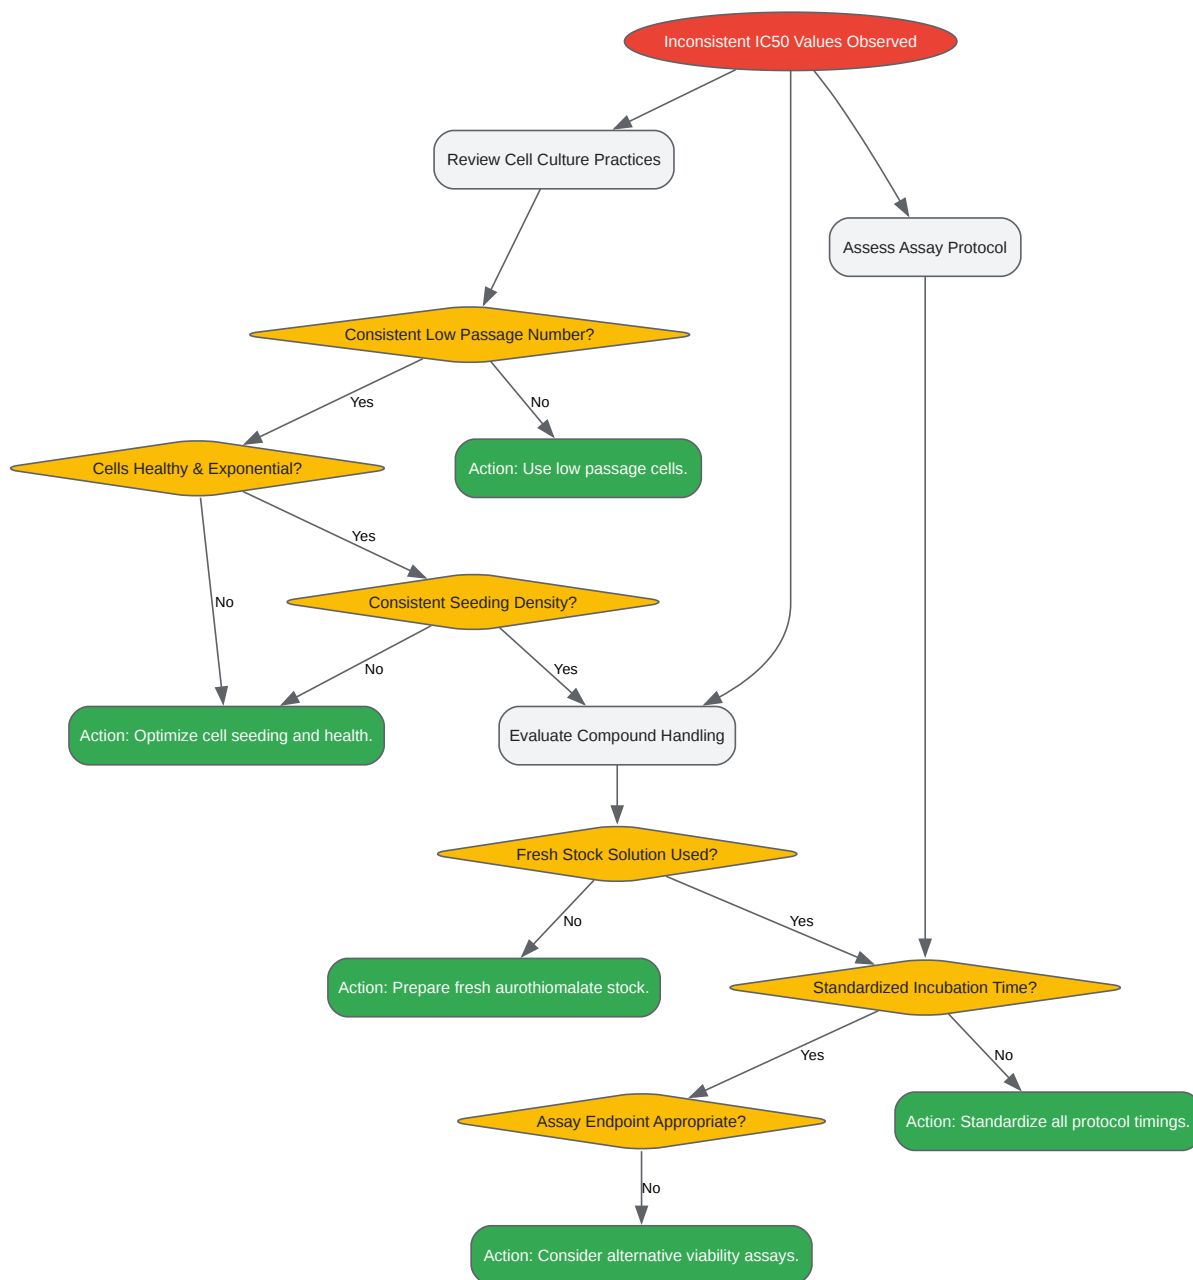 Inconsistent IC50 Values Observed
Review Cell Culture Practices
Assess Assay Protocol
Consistent Low Passage Number?
Yes
No
Cells Healthy & Exponential?
Action: Use low passage cells.
Yes
No
Consistent Seeding Density?
No
Yes
Action: Optimize cell seeding and health.
Evaluate Compound Handling
Fresh Stock Solution Used?
No
Yes
Action: Prepare fresh aurothiomalate stock.
Standardized Incubation Time?
Yes
No
Assay Endpoint Appropriate?
Action: Standardize all protocol timings.
No
Action: Consider alternative viability assays.